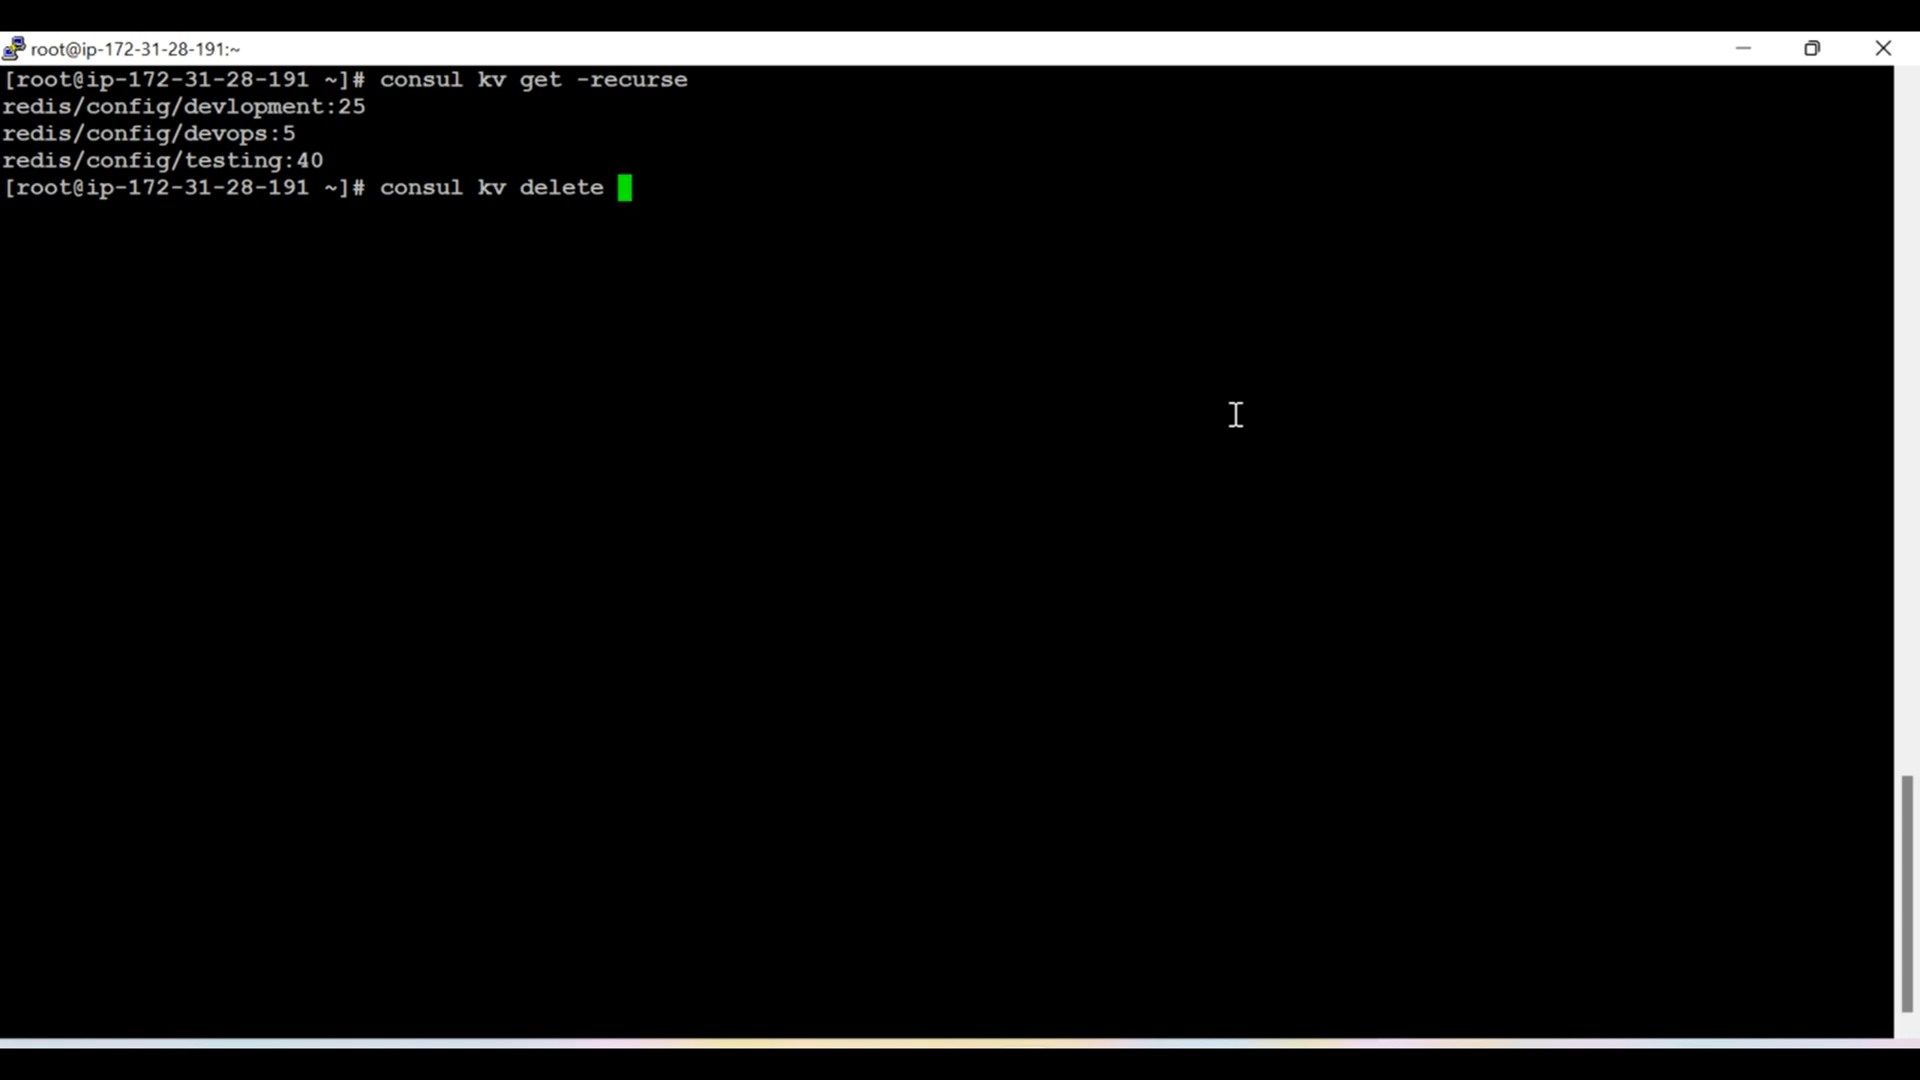 root@ip-172-31-28-191:~
[root@ip-172-31-28-191 ~]# consul kv get -recurse
redis/config/devlopment:25
redis/config/devops:5
redis/config/testing:40
[root@ip-172-31-28-191 ~]# consul kv delete